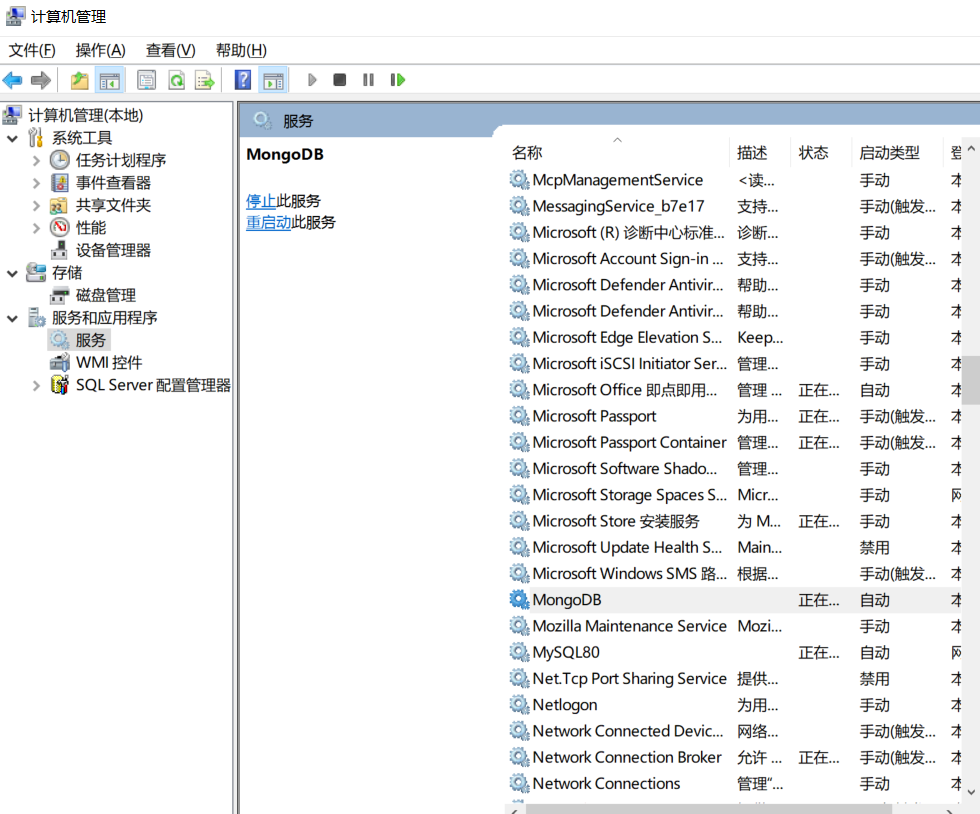 计算机管理
文件(F) 操作(A) 查看(V) 帮助(H)
计算机管理(本地)
系统工具
任务计划程序
事件查看器
共享文件夹
性能
设备管理器
存储
磁盘管理
服务和应用程序
服务
WMI 控件
SQL Server 配置管理器
服务
MongoDB
停止此服务
重启动此服务
名称 描述 状态 启动类型 登
McpManagementService <读... 手动 本
MessagingService_b7e17 支持... 手动(触发... 本
Microsoft (R) 诊断中心标准... 诊断... 手动 本
Microsoft Account Sign-in ... 支持... 手动(触发... 本
Microsoft Defender Antivir... 帮助... 手动 本
Microsoft Defender Antivir... 帮助... 手动 本
Microsoft Edge Elevation S... Keep... 手动 本
Microsoft iSCSI Initiator Ser... 管理... 手动 本
Microsoft Office 即点即用... 管理 ... 正在... 自动 本
Microsoft Passport 为用... 正在... 手动(触发... 本
Microsoft Passport Container 管理... 正在... 手动(触发... 本
Microsoft Software Shado... 管理... 手动 本
Microsoft Storage Spaces S... Micr... 手动 网
Microsoft Store 安装服务 为 M... 正在... 手动 本
Microsoft Update Health S... Main... 禁用 本
Microsoft Windows SMS 路... 根据... 手动(触发... 本
MongoDB 正在... 自动 本
Mozilla Maintenance Service Mozi... 手动 本
MySQL80 正在... 自动 网
Net.Tcp Port Sharing Service 提供... 禁用 本
Netlogon 为用... 手动 本
Network Connected Devic... 网络... 手动(触发... 本
Network Connection Broker 允许 ... 正在... 手动(触发... 本
Network Connections 管理“... 手动 本